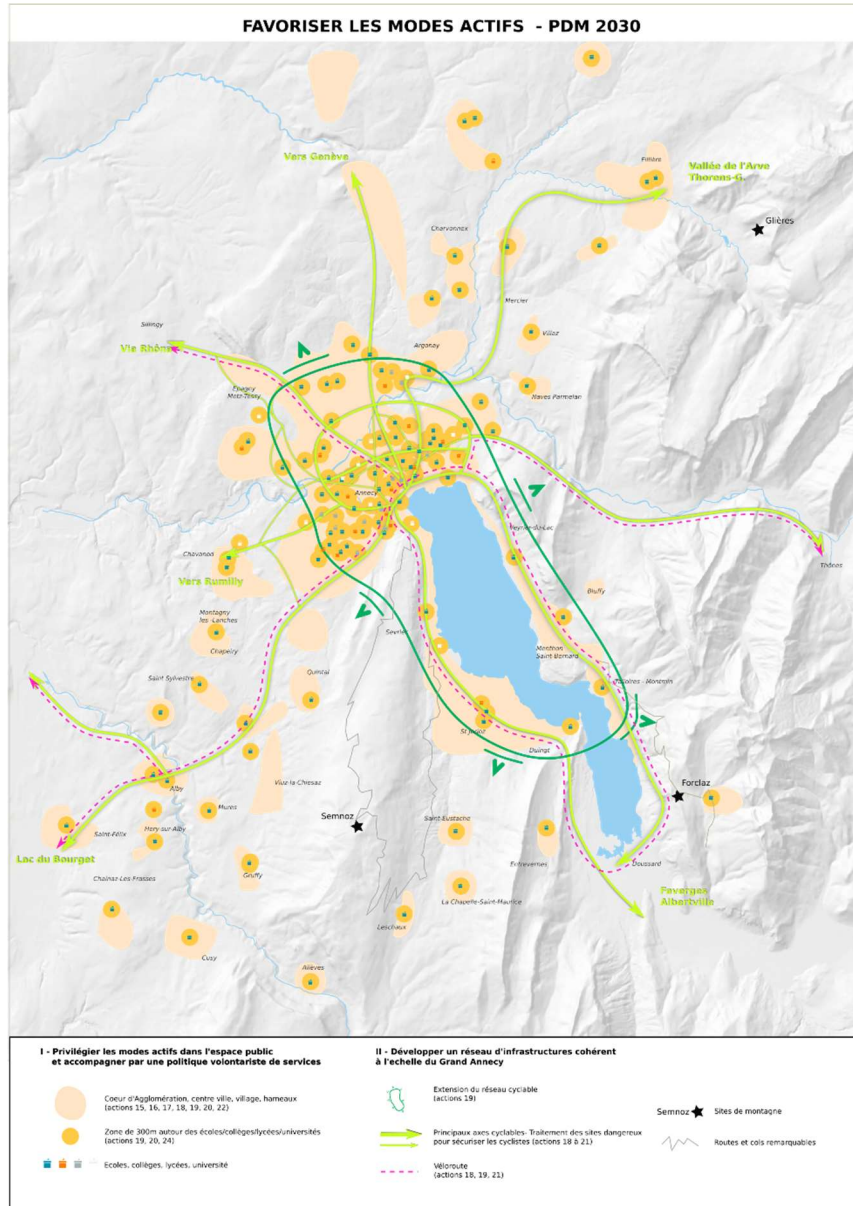 FAVORISER LES MODES ACTIFS - PDM 2030
Vers Genève
Fillière
Vallée de l'Arve
Thorens-G.
Glières
Charvonnex
Mercier
Sillingy
Via Rhône
Argonay
Villaz
Epagny
Metz-Tessy
Naves Parmelan
Annecy
Veyrier-du-Lac
Chavanod
Vers Rumilly
Thônes
Bluffy
Montagny
les -Lanches
Chapeiry
Sevrier
Menthon
Saint-Bernard
Saint Sylvestre
Quintal
Talloires - Montmin
St Jorioz
Duingt
Alby
Viuz-la-Chiesaz
Mures
Forclaz
Semnoz
Saint-Eustache
Saint-Félix
Héry-sur-Alby
Lac du Bourget
Entrevernes
Doussard
Chainaz-Les Frasses
Gruffy
Faverges
Albertville
La Chapelle-Saint-Maurice
Leschaux
Cusy
Allèves
I - Privilégier les modes actifs dans l'espace public
et accompagner par une politique volontariste de services
Coeur d'Agglomération, centre ville, village, hameaux
(actions 15, 16, 17, 18, 19, 20, 22)
Zone de 300m autour des écoles/collèges/lycées/universités
(actions 19, 20, 24)
Ecoles, collèges, lycées, université
II - Développer un réseau d'infrastructures cohérent
à l'echelle du Grand Annecy
Extension du réseau cyclable
(actions 19)
Principaux axes cyclables- Traitement des sites dangereux
pour sécuriser les cyclistes (actions 18 à 21)
Véloroute
(actions 18, 19, 21)
Semnoz
Sites de montagne
Routes et cols remarquables